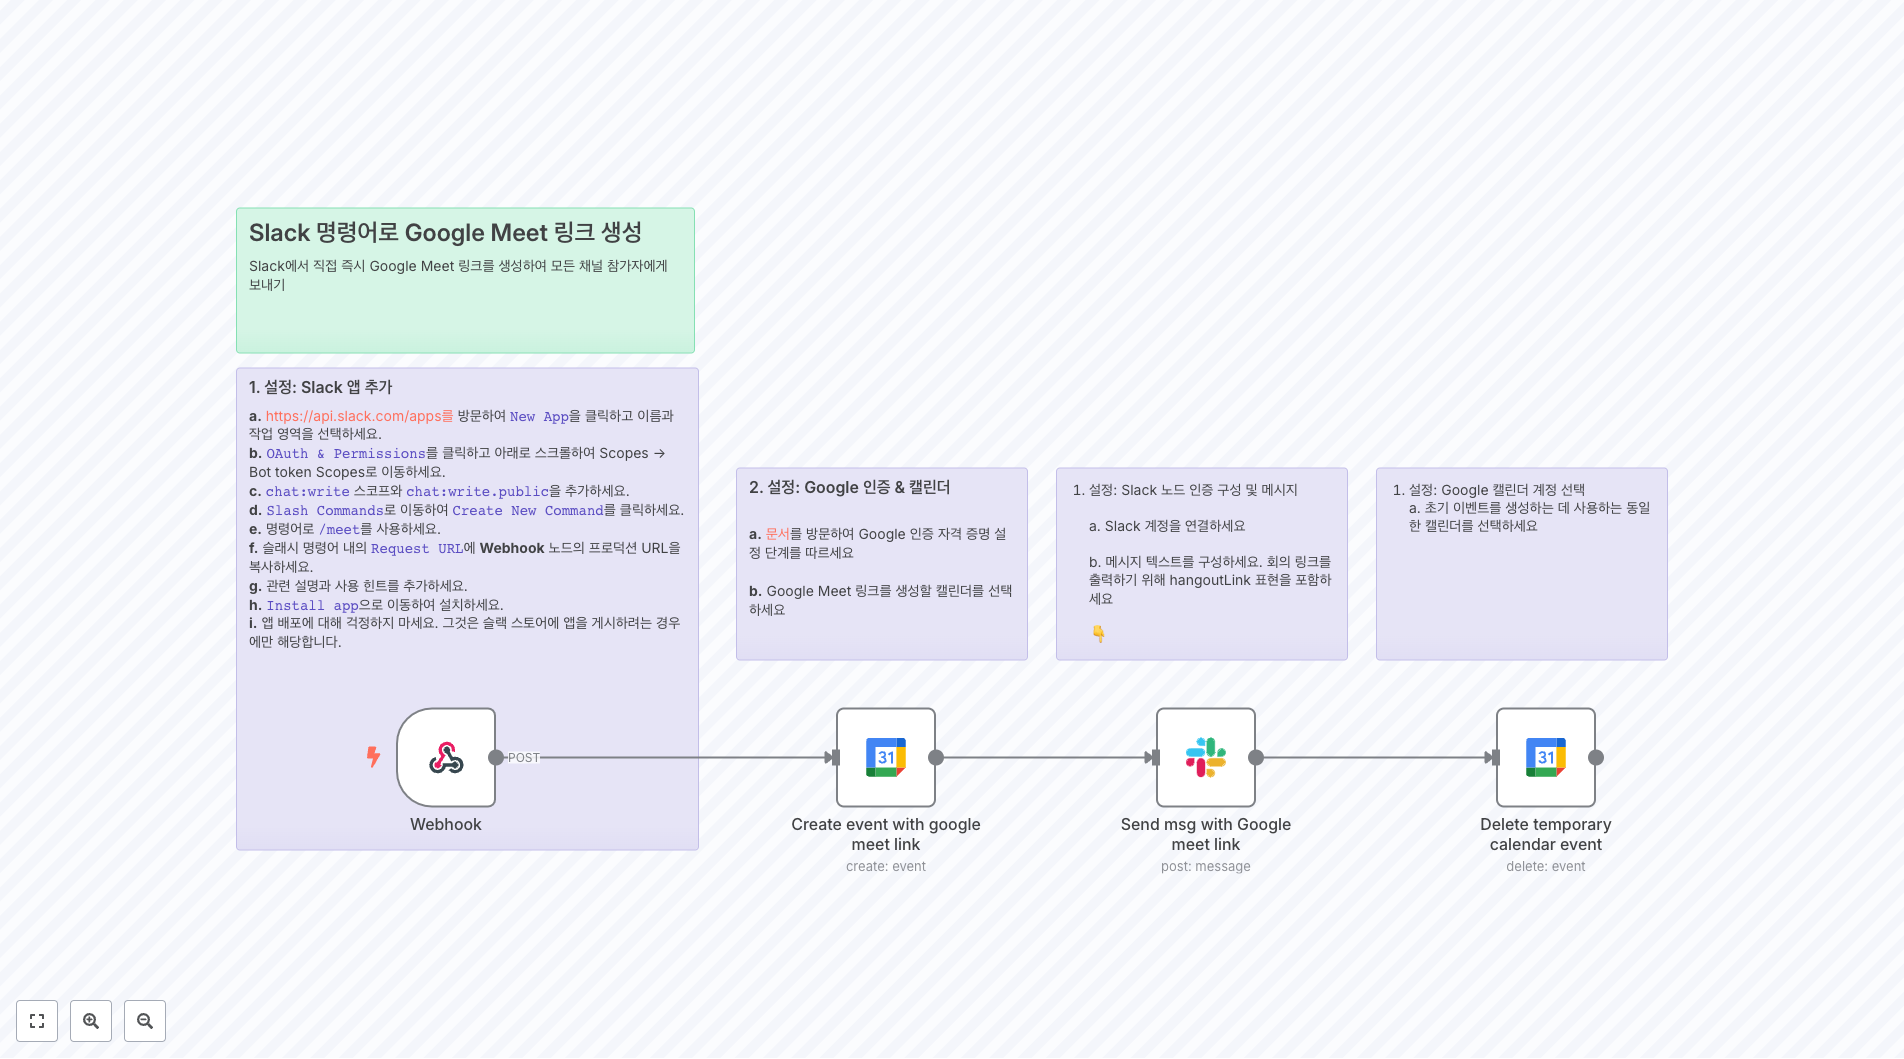 Slack 명령어로 Google Meet 링크 생성
Slack에서 직접 즉시 Google Meet 링크를 생성하여 모든 채널 참가자에게
보내기
1. 설정: Slack 앱 추가
a. https://api.slack.com/apps를 방문하여 New App을 클릭하고 이름과
작업 영역을 선택하세요.
b. OAuth & Permissions를 클릭하고 아래로 스크롤하여 Scopes →
Bot token Scopes로 이동하세요.
c. chat:write 스코프와 chat:write.public을 추가하세요.
d. Slash Commands로 이동하여 Create New Command를 클릭하세요.
e. 명령어로 /meet를 사용하세요.
f. 슬래시 명령어 내의 Request URL에 Webhook 노드의 프로덕션 URL을
복사하세요.
g. 관련 설명과 사용 힌트를 추가하세요.
h. Install app으로 이동하여 설치하세요.
i. 앱 배포에 대해 걱정하지 마세요. 그것은 슬랙 스토어에 앱을 게시하려는 경우
에만 해당합니다.
2. 설정: Google 인증 & 캘린더
a. 문서를 방문하여 Google 인증 자격 증명 설
정 단계를 따르세요
b. Google Meet 링크를 생성할 캘린더를 선택
하세요
1. 설정: Slack 노드 인증 구성 및 메시지
a. Slack 계정을 연결하세요
b. 메시지 텍스트를 구성하세요. 회의 링크를
출력하기 위해 hangoutLink 표현을 포함하
세요
👇
1. 설정: Google 캘린더 계정 선택
a. 초기 이벤트를 생성하는 데 사용하는 동일
한 캘린더를 선택하세요
POST
31
31
Webhook
Create event with google
meet link
create: event
Send msg with Google
meet link
post: message
Delete temporary
calendar event
delete: event